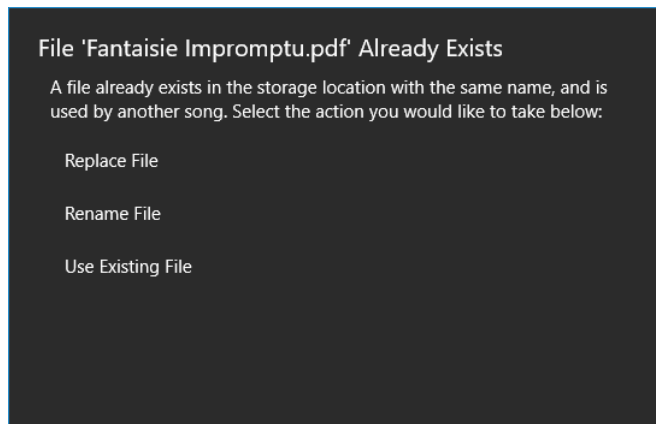 File 'Fantaisie Impromptu.pdf' Already Exists
A file already exists in the storage location with the same name, and is
used by another song. Select the action you would like to take below:
Replace File
Rename File
Use Existing File